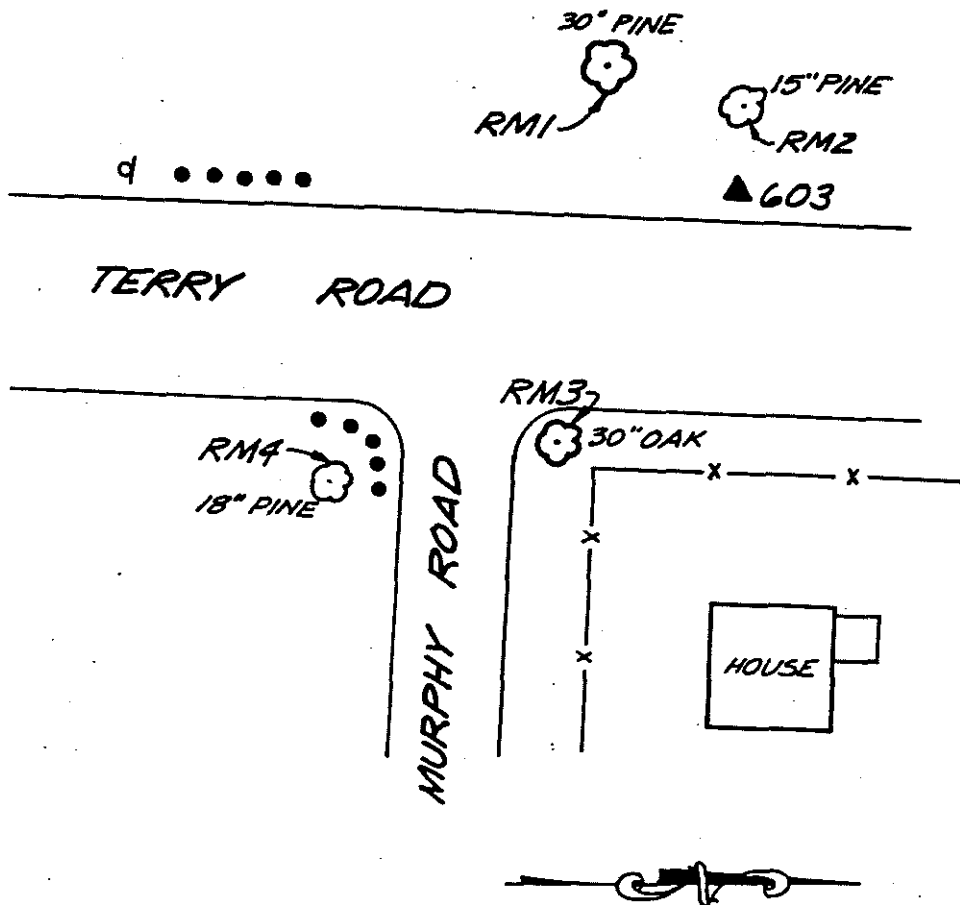 30" PINE
15" PINE
RM1
RM2
603
TERRY ROAD
RM3
30" OAK
RM4
18" PINE
MURPHY ROAD
x
x
x
x
HOUSE